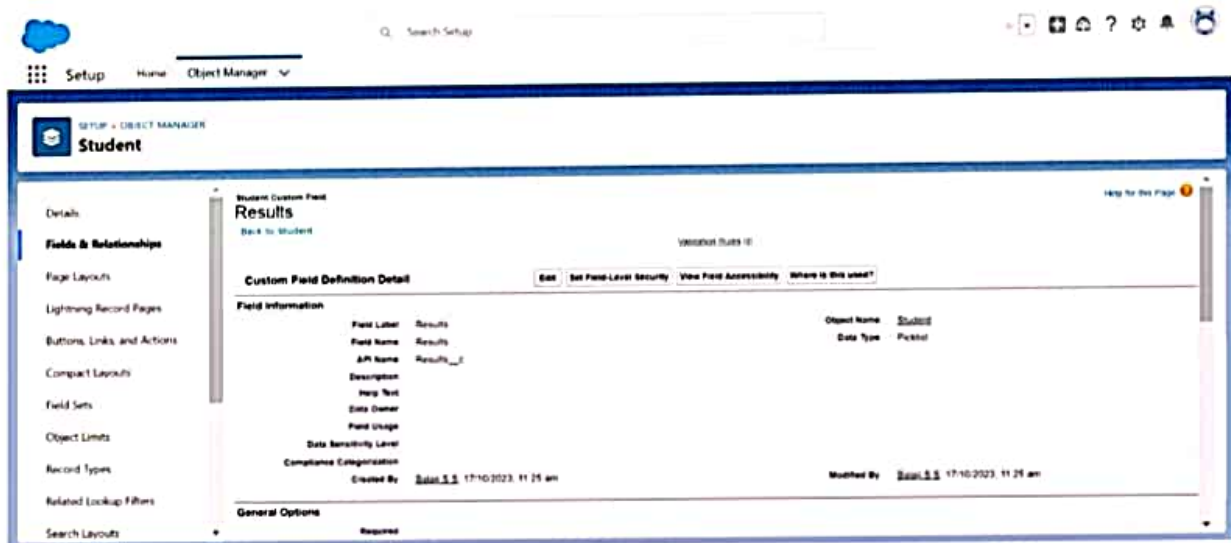 Search Setup
Setup
Home
Object Manager
SETUP > OBJECT MANAGER
Student
Details
Fields & Relationships
Page Layouts
Lightning Record Pages
Buttons, Links, and Actions
Compact Layouts
Field Sets
Object Limits
Record Types
Related Lookup Filters
Search Layouts
Student Custom Field
Results
Back to Student
Help for this Page
Validation Rules
Custom Field Definition Detail
Edit
Set Field-Level Security
View Field Accessibility
Where is this used?
Field Information
Field Label Results
Object Name Student
Field Name Results
Data Type Picklist
API Name Results__c
Description
Help Text
Data Owner
Field Usage
Data Sensitivity Level
Compliance Categorization
Created By S S, 17/10/2023, 11:25 am
Modified By S S, 17/10/2023, 11:25 am
General Options
Required